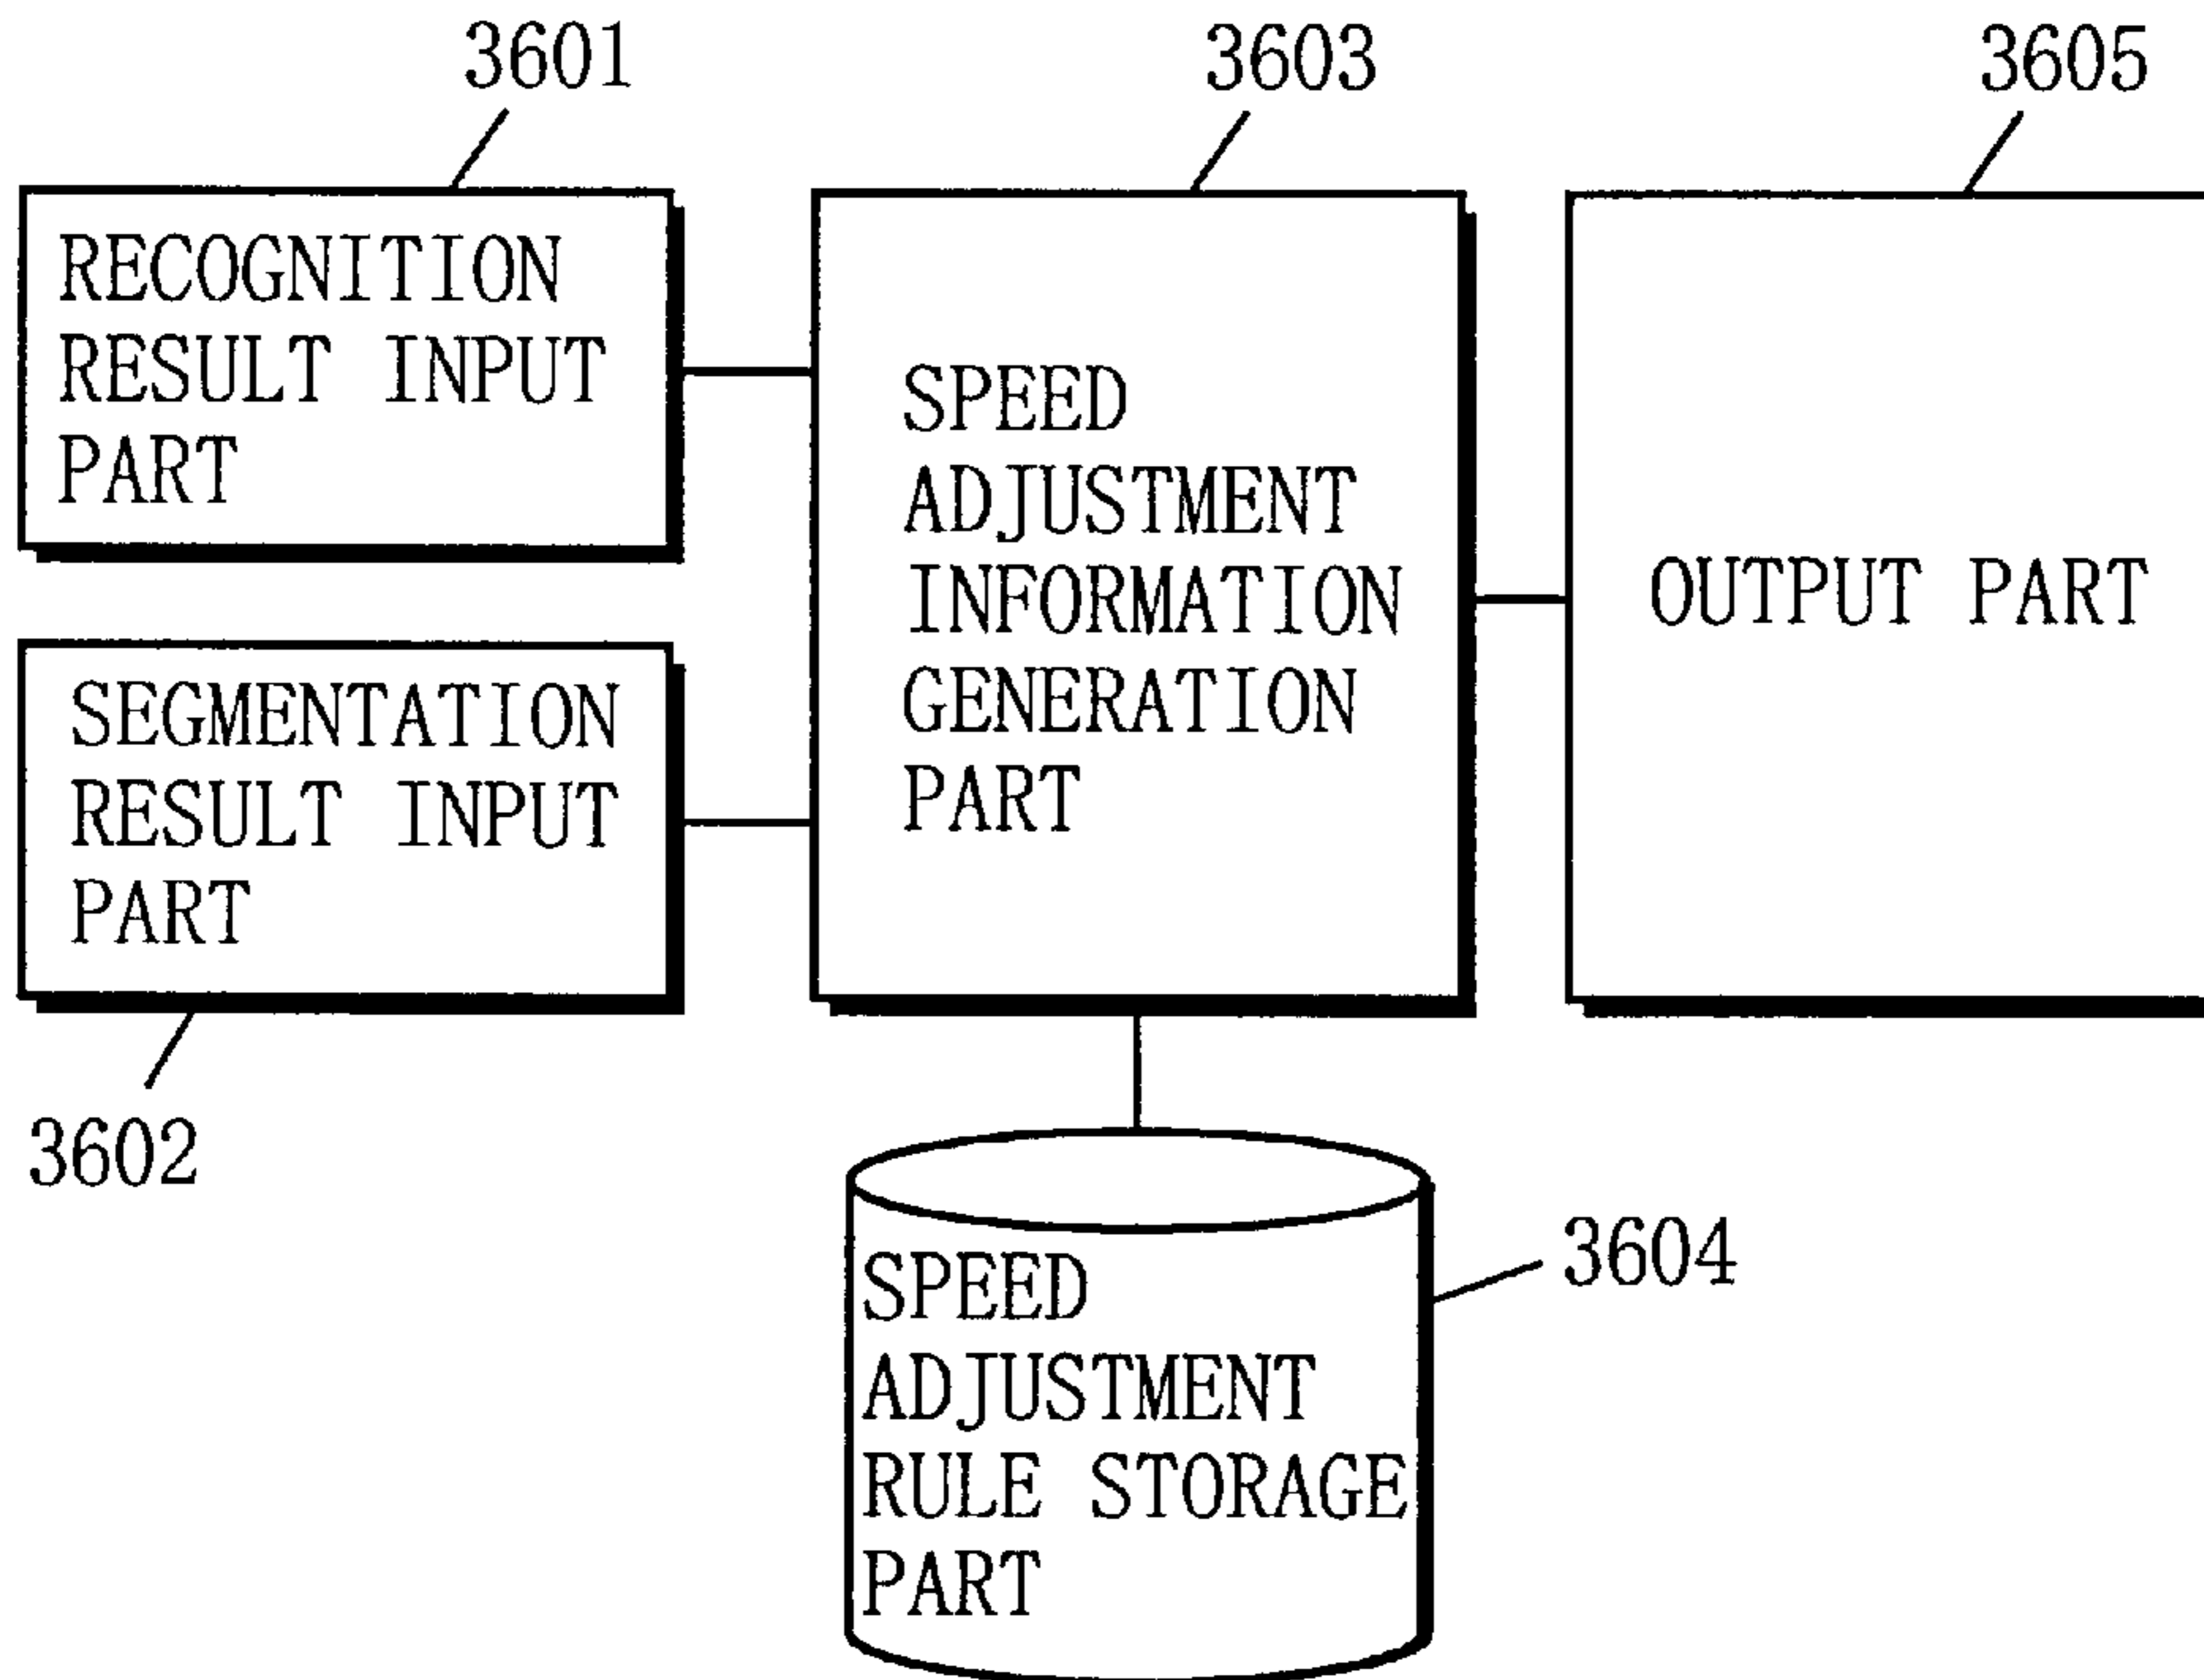 3601
RECOGNITION
RESULT INPUT
PART
SEGMENTATION
RESULT INPUT
PART
3602
3603
SPEED
ADJUSTMENT
INFORMATION
GENERATION
PART
3605
OUTPUT PART
SPEED
ADJUSTMENT
RULE STORAGE
PART
3604